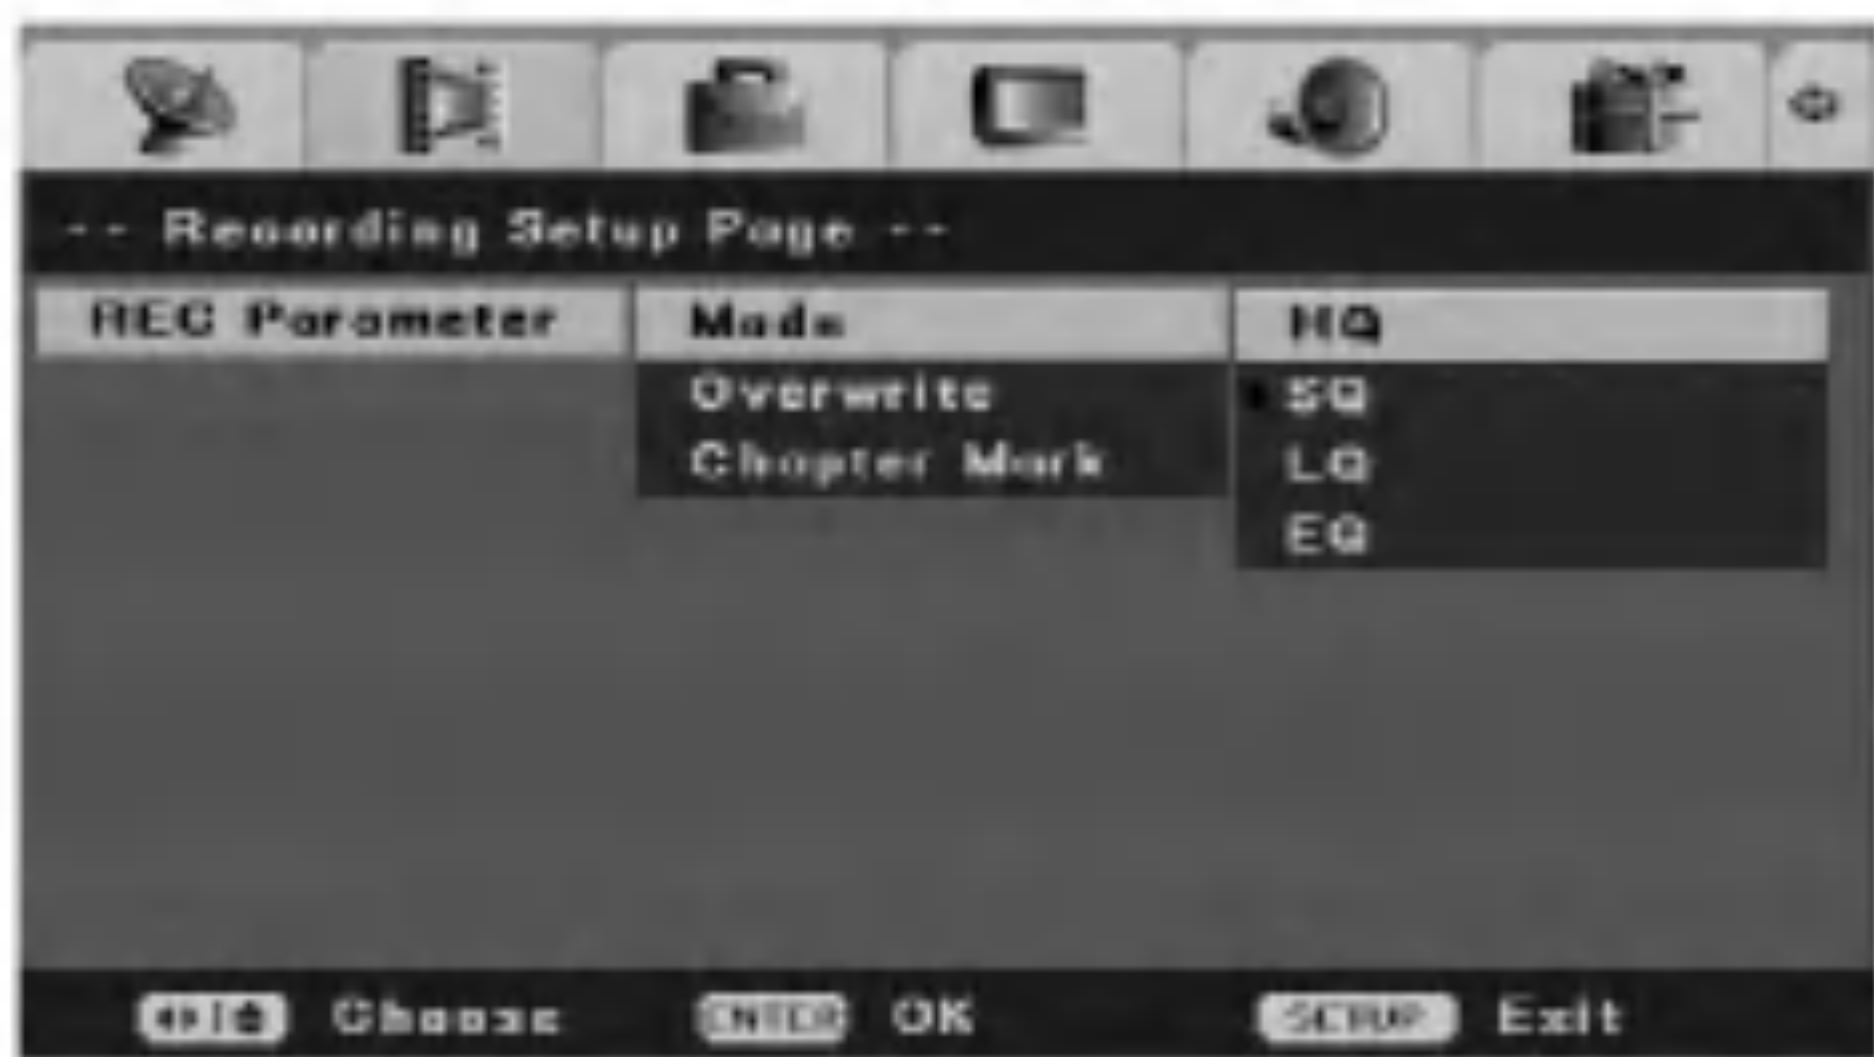 -- Recording Setup Page --
REC Parameter Mode HQ
Overwrite SQ
Chapter Mark LQ
EQ
Choose ENTER OK SETUP Exit